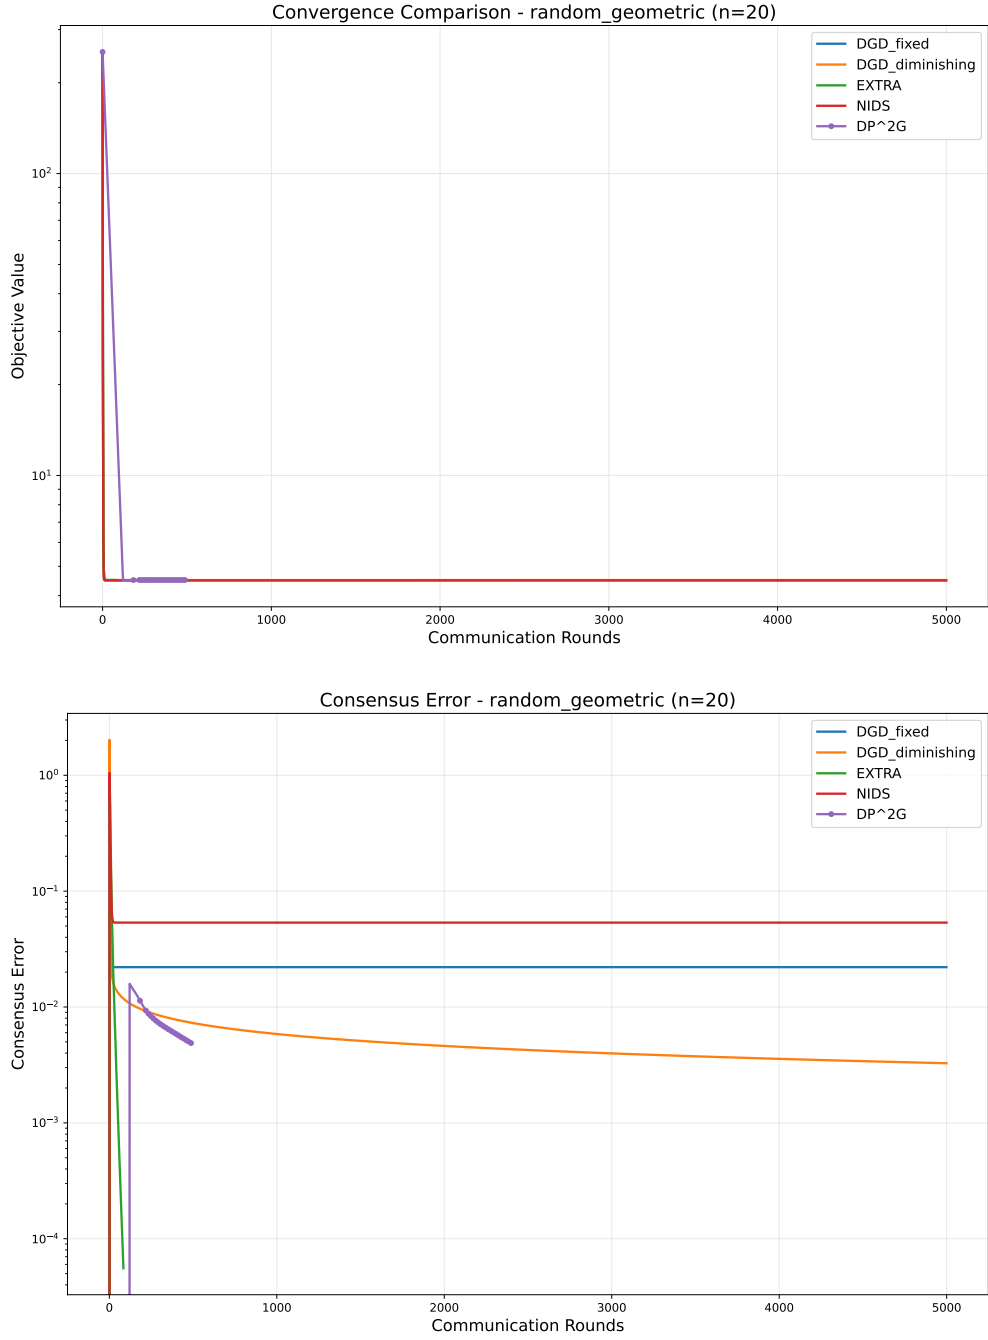 Convergence Comparison - random_geometric (n=20)
DGD_fixed
DGD_diminishing
EXTRA
NIDS
DP^2G
Objective Value
10²
10¹
0 1000 2000 3000 4000 5000
Communication Rounds
Consensus Error - random_geometric (n=20)
DGD_fixed
DGD_diminishing
EXTRA
NIDS
DP^2G
Consensus Error
10⁰
10⁻¹
10⁻²
10⁻³
10⁻⁴
0 1000 2000 3000 4000 5000
Communication Rounds